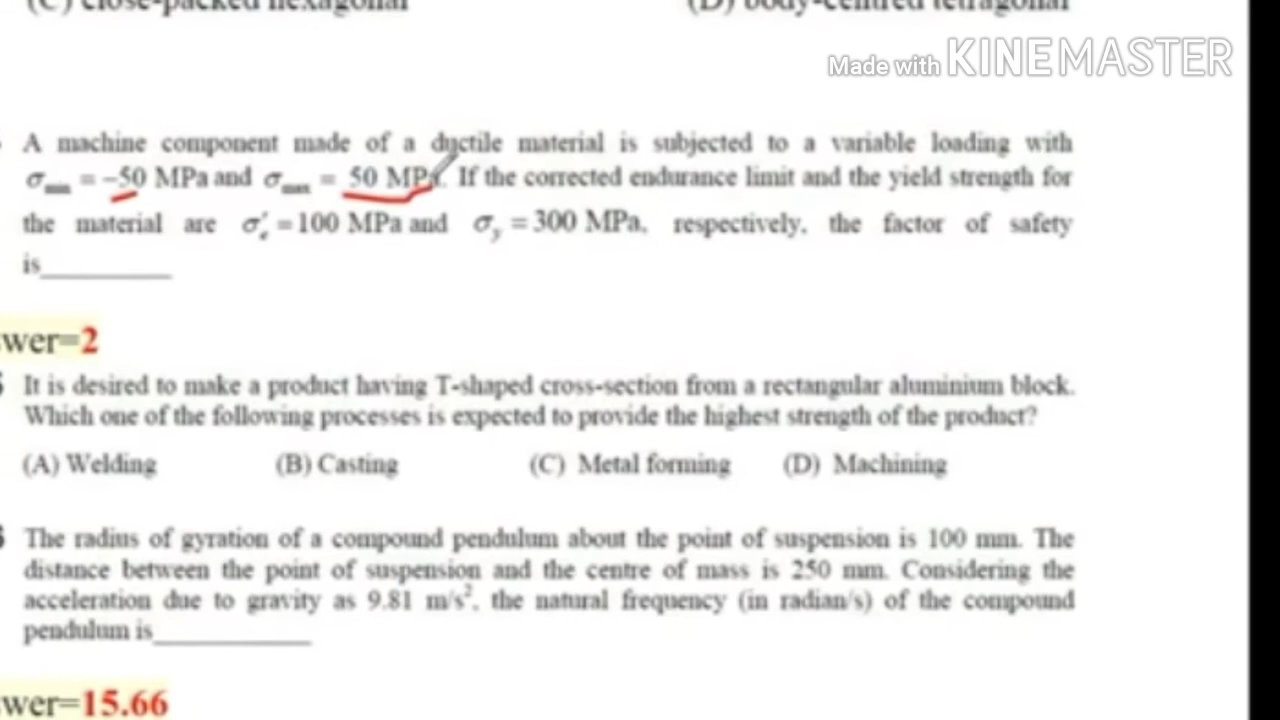 (C) close-packed hexagonal (D) body-centred tetragonal
Made with KINEMASTER
A machine component made of a ductile material is subjected to a variable loading with
σmin = −50 MPa and σmax = 50 MPa. If the corrected endurance limit and the yield strength for
the material are σ'e = 100 MPa and σy = 300 MPa, respectively, the factor of safety
is__________
wer=2
It is desired to make a product having T-shaped cross-section from a rectangular aluminium block.
Which one of the following processes is expected to provide the highest strength of the product?
(A) Welding (B) Casting (C) Metal forming (D) Machining
The radius of gyration of a compound pendulum about the point of suspension is 100 mm. The
distance between the point of suspension and the centre of mass is 250 mm. Considering the
acceleration due to gravity as 9.81 m/s², the natural frequency (in radian/s) of the compound
pendulum is____________
wer=15.66